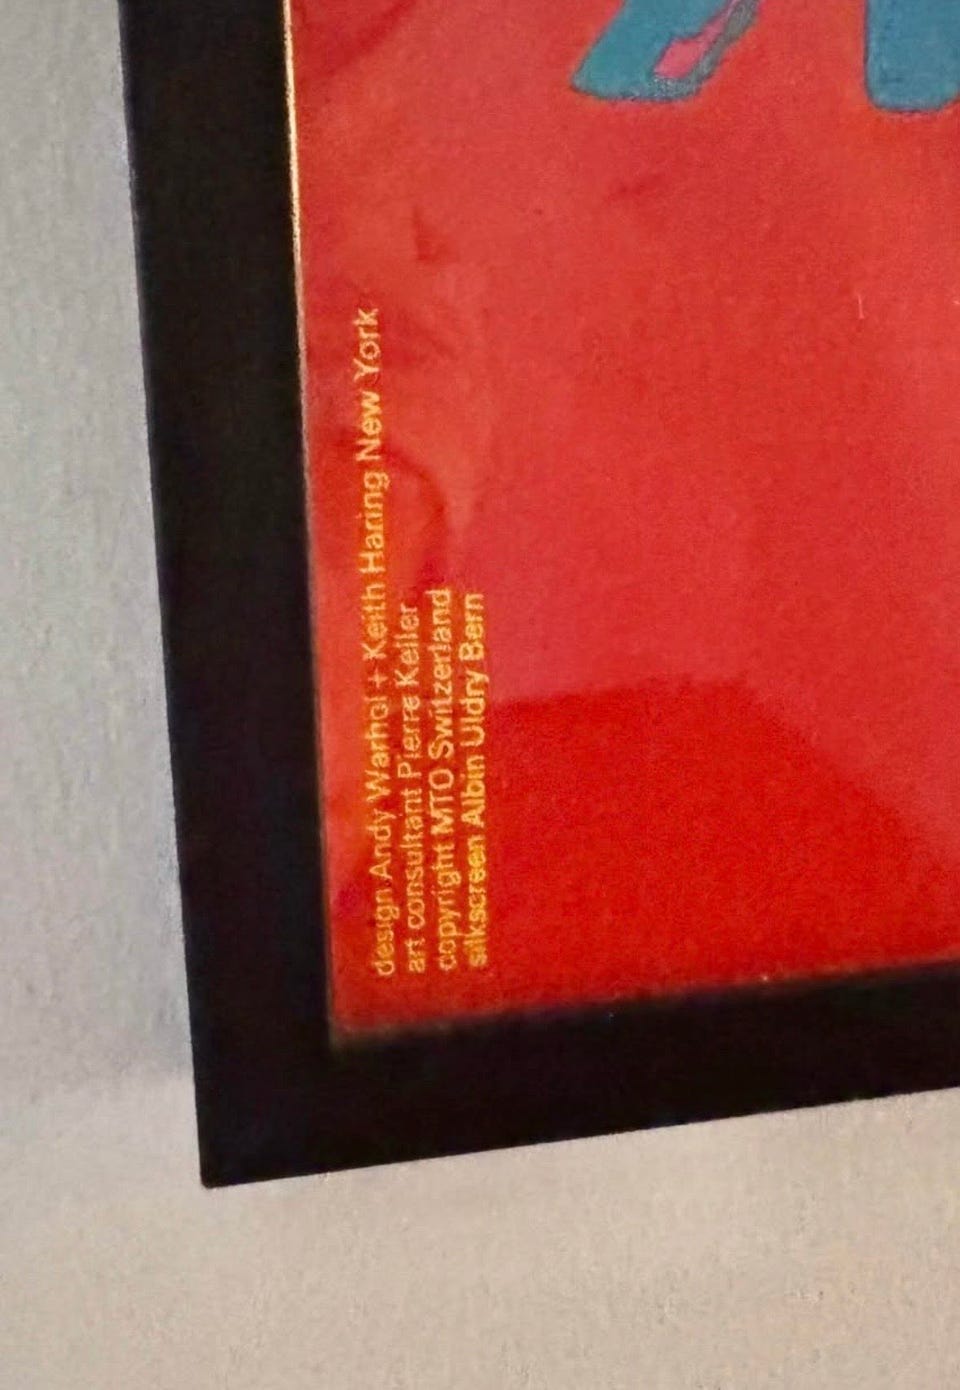 design Andy Warhol + Keith Haring New York
art consultant Pierre Keller
copyright MTO Switzerland
silkscreen Albin Uldry Bern